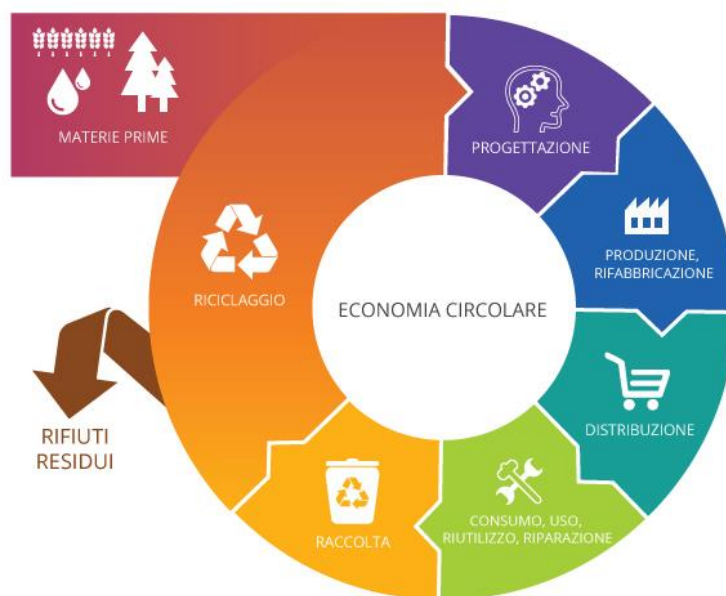 MATERIE PRIME
PROGETTAZIONE
PRODUZIONE,
RIFABBRICAZIONE
RICICLAGGIO
ECONOMIA CIRCOLARE
DISTRIBUZIONE
RIFIUTI
RESIDUI
CONSUMO, USO,
RIUTILIZZO, RIPARAZIONE
RACCOLTA